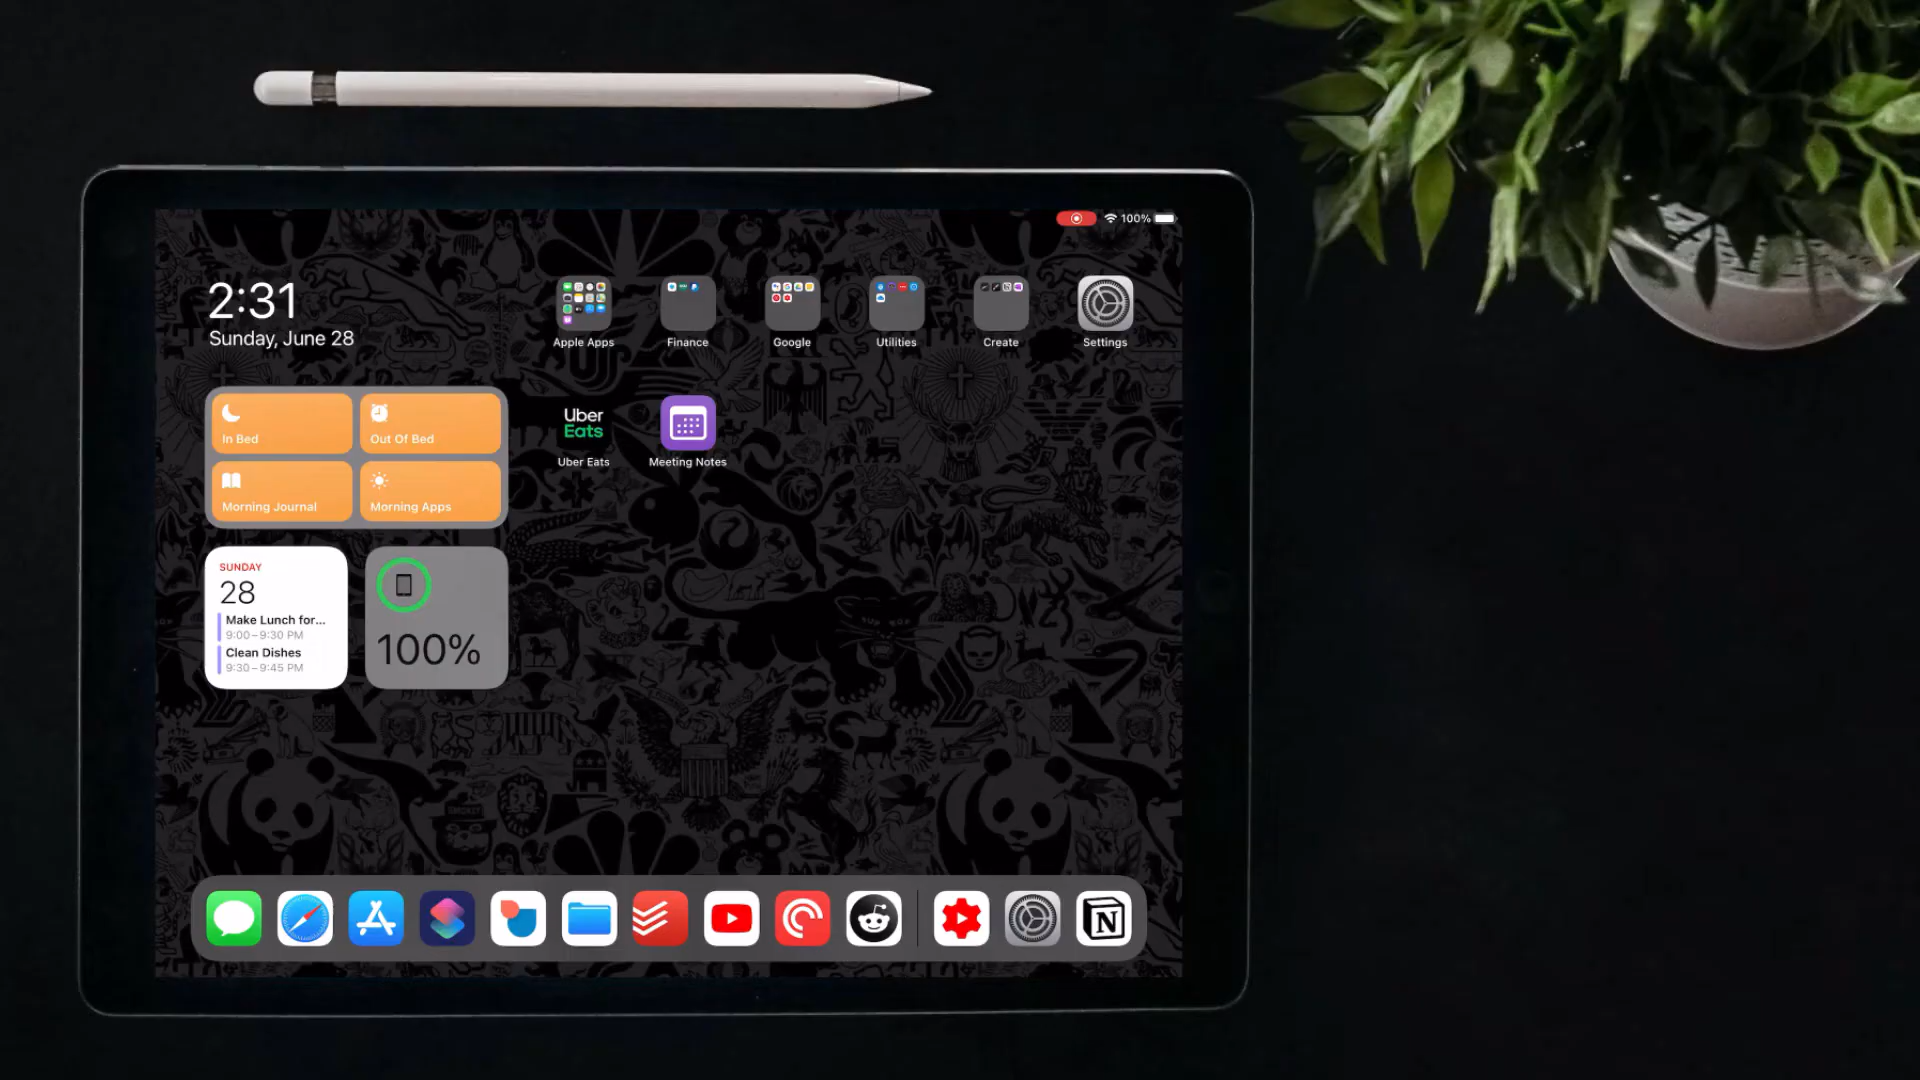 100%
2:31
Sunday, June 28
Apple Apps
Finance
Google
Utilities
Create
Settings
In Bed
Out Of Bed
Morning Journal
Morning Apps
Uber
Eats
Uber Eats
Meeting Notes
SUNDAY
28
Make Lunch for...
9:00–9:30 PM
Clean Dishes
9:30–9:45 PM
100%
N